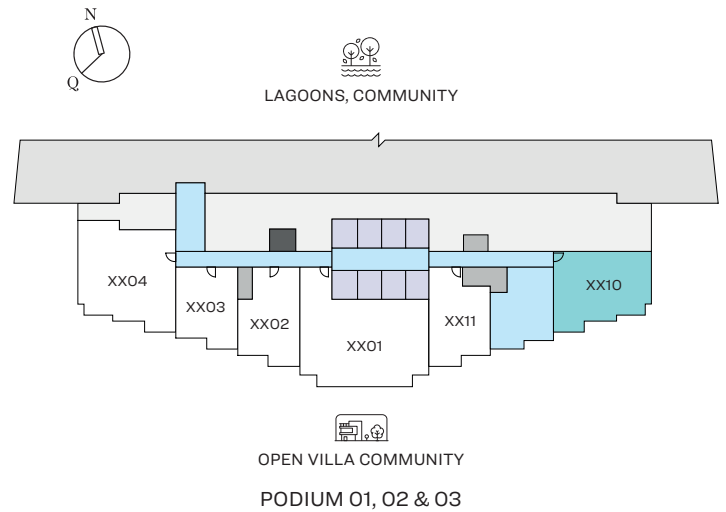 N
Q
LAGOONS, COMMUNITY
XX04
XX03
XX02
XX01
XX11
XX10
OPEN VILLA COMMUNITY
PODIUM 01, 02 & 03